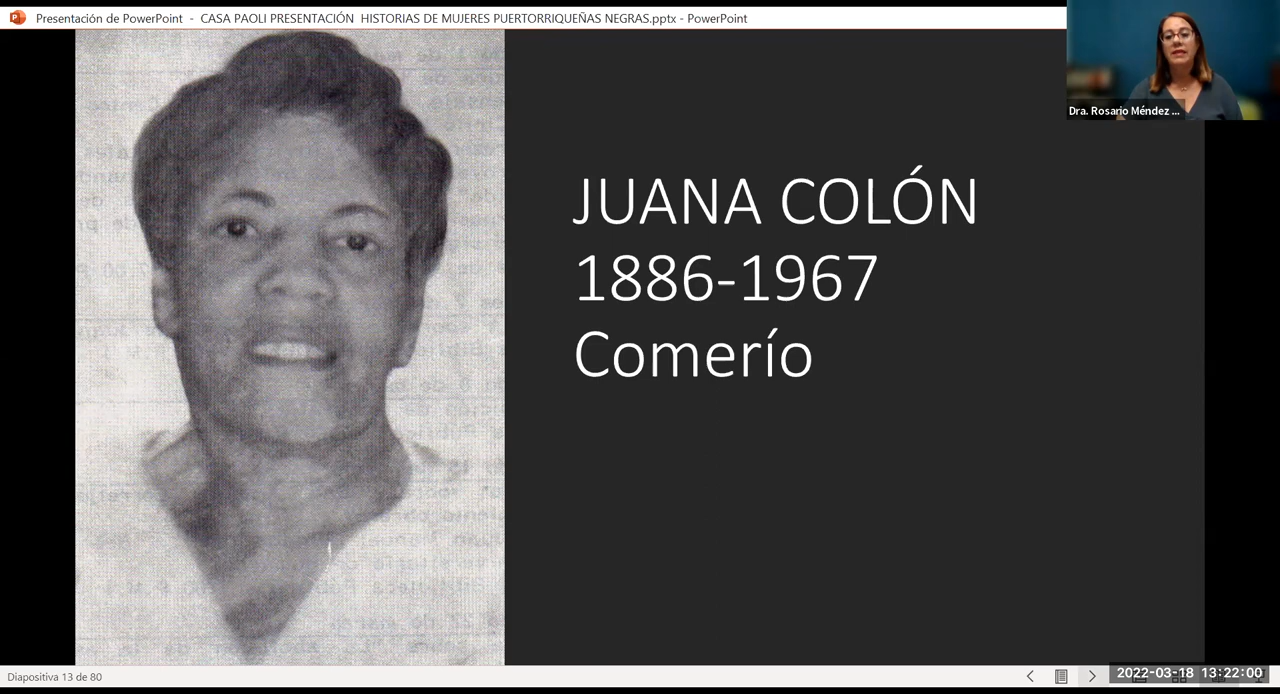 Presentación de PowerPoint - CASA PAOLI PRESENTACIÓN HISTORIAS DE MUJERES PUERTORRIQUEÑAS NEGRAS.pptx - PowerPoint
Dra. Rosario Méndez ...
JUANA COLÓN
1886-1967
Comerío
Diapositiva 13 de 80
2022-03-18 13:22:00